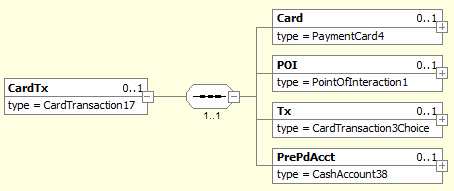 Card 0..1
type = PaymentCard4
POI 0..1
type = PointOfInteraction1
CardTx 0..1
type = CardTransaction17
1..1
Tx 0..1
type = CardTransaction3Choice
PrePdAcct 0..1
type = CashAccount38